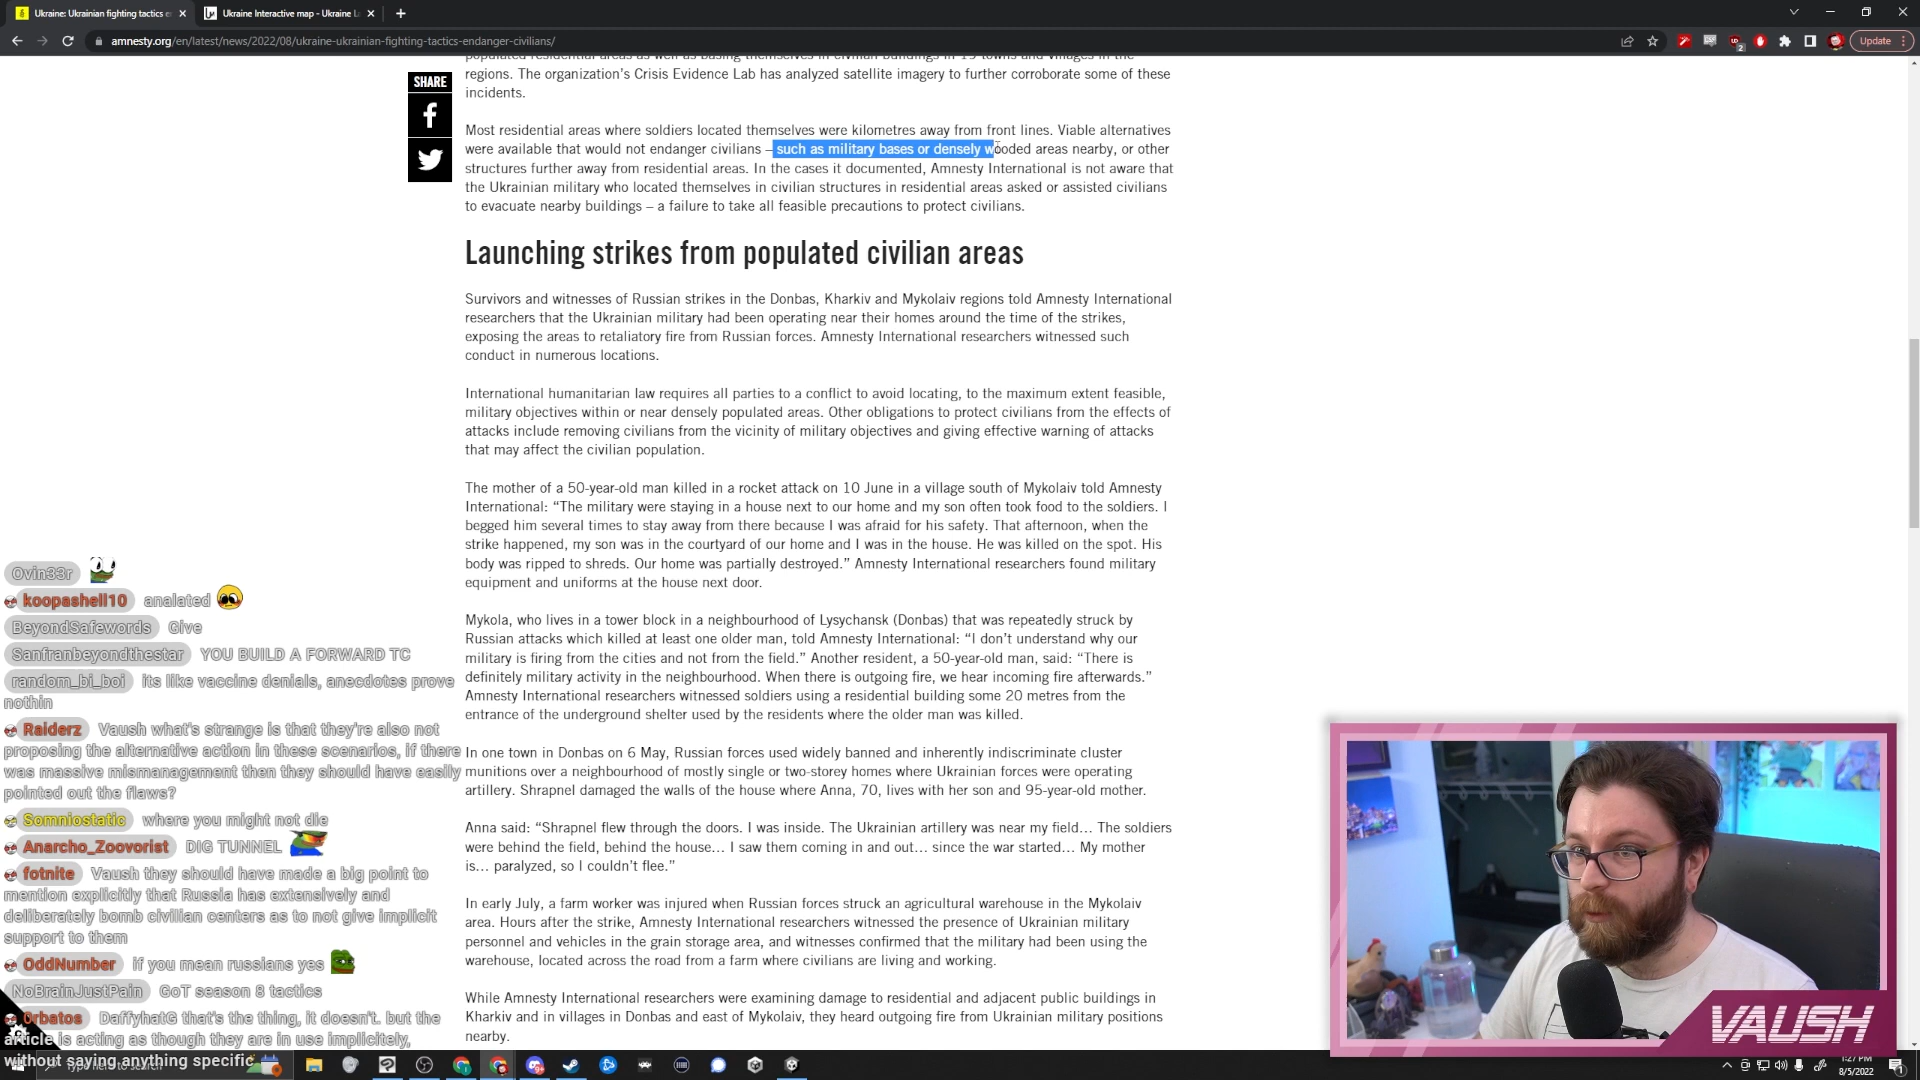 Ukraine: Ukrainian fighting tactics e
Ukraine Interactive map - Ukraine L
amnesty.org/en/latest/news/2022/08/ukraine-ukrainian-fighting-tactics-endanger-civilians/
Update
SHARE
regions. The organization's Crisis Evidence Lab has analyzed satellite imagery to further corroborate some of these
incidents.
Most residential areas where soldiers located themselves were kilometres away from front lines. Viable alternatives
were available that would not endanger civilians – such as military bases or densely wooded areas nearby, or other
structures further away from residential areas. In the cases it documented, Amnesty International is not aware that
the Ukrainian military who located themselves in civilian structures in residential areas asked or assisted civilians
to evacuate nearby buildings – a failure to take all feasible precautions to protect civilians.
Launching strikes from populated civilian areas
Survivors and witnesses of Russian strikes in the Donbas, Kharkiv and Mykolaiv regions told Amnesty International
researchers that the Ukrainian military had been operating near their homes around the time of the strikes,
exposing the areas to retaliatory fire from Russian forces. Amnesty International researchers witnessed such
conduct in numerous locations.
International humanitarian law requires all parties to a conflict to avoid locating, to the maximum extent feasible,
military objectives within or near densely populated areas. Other obligations to protect civilians from the effects of
attacks include removing civilians from the vicinity of military objectives and giving effective warning of attacks
that may affect the civilian population.
The mother of a 50-year-old man killed in a rocket attack on 10 June in a village south of Mykolaiv told Amnesty
International: “The military were staying in a house next to our home and my son often took food to the soldiers. I
begged him several times to stay away from there because I was afraid for his safety. That afternoon, when the
strike happened, my son was in the courtyard of our home and I was in the house. He was killed on the spot. His
body was ripped to shreds. Our home was partially destroyed.” Amnesty International researchers found military
equipment and uniforms at the house next door.
Mykola, who lives in a tower block in a neighbourhood of Lysychansk (Donbas) that was repeatedly struck by
Russian attacks which killed at least one older man, told Amnesty International: “I don’t understand why our
military is firing from the cities and not from the field.” Another resident, a 50-year-old man, said: “There is
definitely military activity in the neighbourhood. When there is outgoing fire, we hear incoming fire afterwards.”
Amnesty International researchers witnessed soldiers using a residential building some 20 metres from the
entrance of the underground shelter used by the residents where the older man was killed.
In one town in Donbas on 6 May, Russian forces used widely banned and inherently indiscriminate cluster
munitions over a neighbourhood of mostly single or two-storey homes where Ukrainian forces were operating
artillery. Shrapnel damaged the walls of the house where Anna, 70, lives with her son and 95-year-old mother.
Anna said: “Shrapnel flew through the doors. I was inside. The Ukrainian artillery was near my field… The soldiers
were behind the field, behind the house… I saw them coming in and out… since the war started… My mother
is… paralyzed, so I couldn’t flee.”
In early July, a farm worker was injured when Russian forces struck an agricultural warehouse in the Mykolaiv
area. Hours after the strike, Amnesty International researchers witnessed the presence of Ukrainian military
personnel and vehicles in the grain storage area, and witnesses confirmed that the military had been using the
warehouse, located across the road from a farm where civilians are living and working.
While Amnesty International researchers were examining damage to residential and adjacent public buildings in
Kharkiv and in villages in Donbas and east of Mykolaiv, they heard outgoing fire from Ukrainian military positions
nearby.
Ovin33r
koopashell10 analated
BeyondSafewords Give
Sanfranbeyondthestar YOU BUILD A FORWARD TC
random_bi_boi its like vaccine denials, anecdotes prove
nothin
Raiderz Vaush what's strange is that they're also not
proposing the alternative action in these scenarios, if there
was massive mismanagement then they should have easily
pointed out the flaws?
Somniostatic where you might not die
Anarcho_Zoovorist DIG TUNNEL
fotnite Vaush they should have made a big point to
mention explicitly that Russia has extensively and
deliberately bomb civilian centers as to not give implicit
support to them
OddNumber if you mean russians yes
NoBrainJustPain GoT season 8 tactics
Orbatos DaffyhatG that's the thing, it doesn't. but the
article is acting as though they are in use implicitely,
without saying anything specific
VAUSH
1:27 PM
8/5/2022